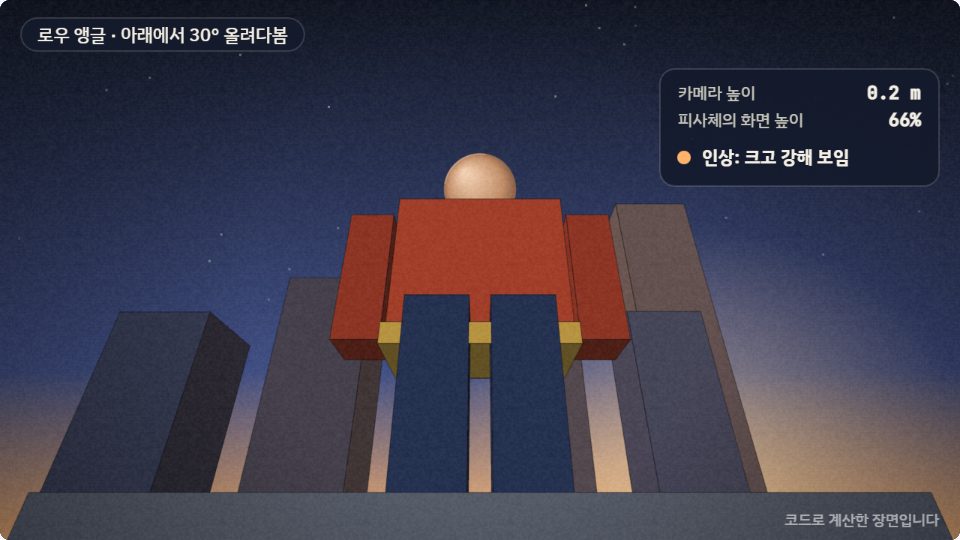 로우 앵글 · 아래에서 30° 올려다봄
카메라 높이 0.2 m
피사체의 화면 높이 66%
인상: 크고 강해 보임
코드로 계산한 장면입니다